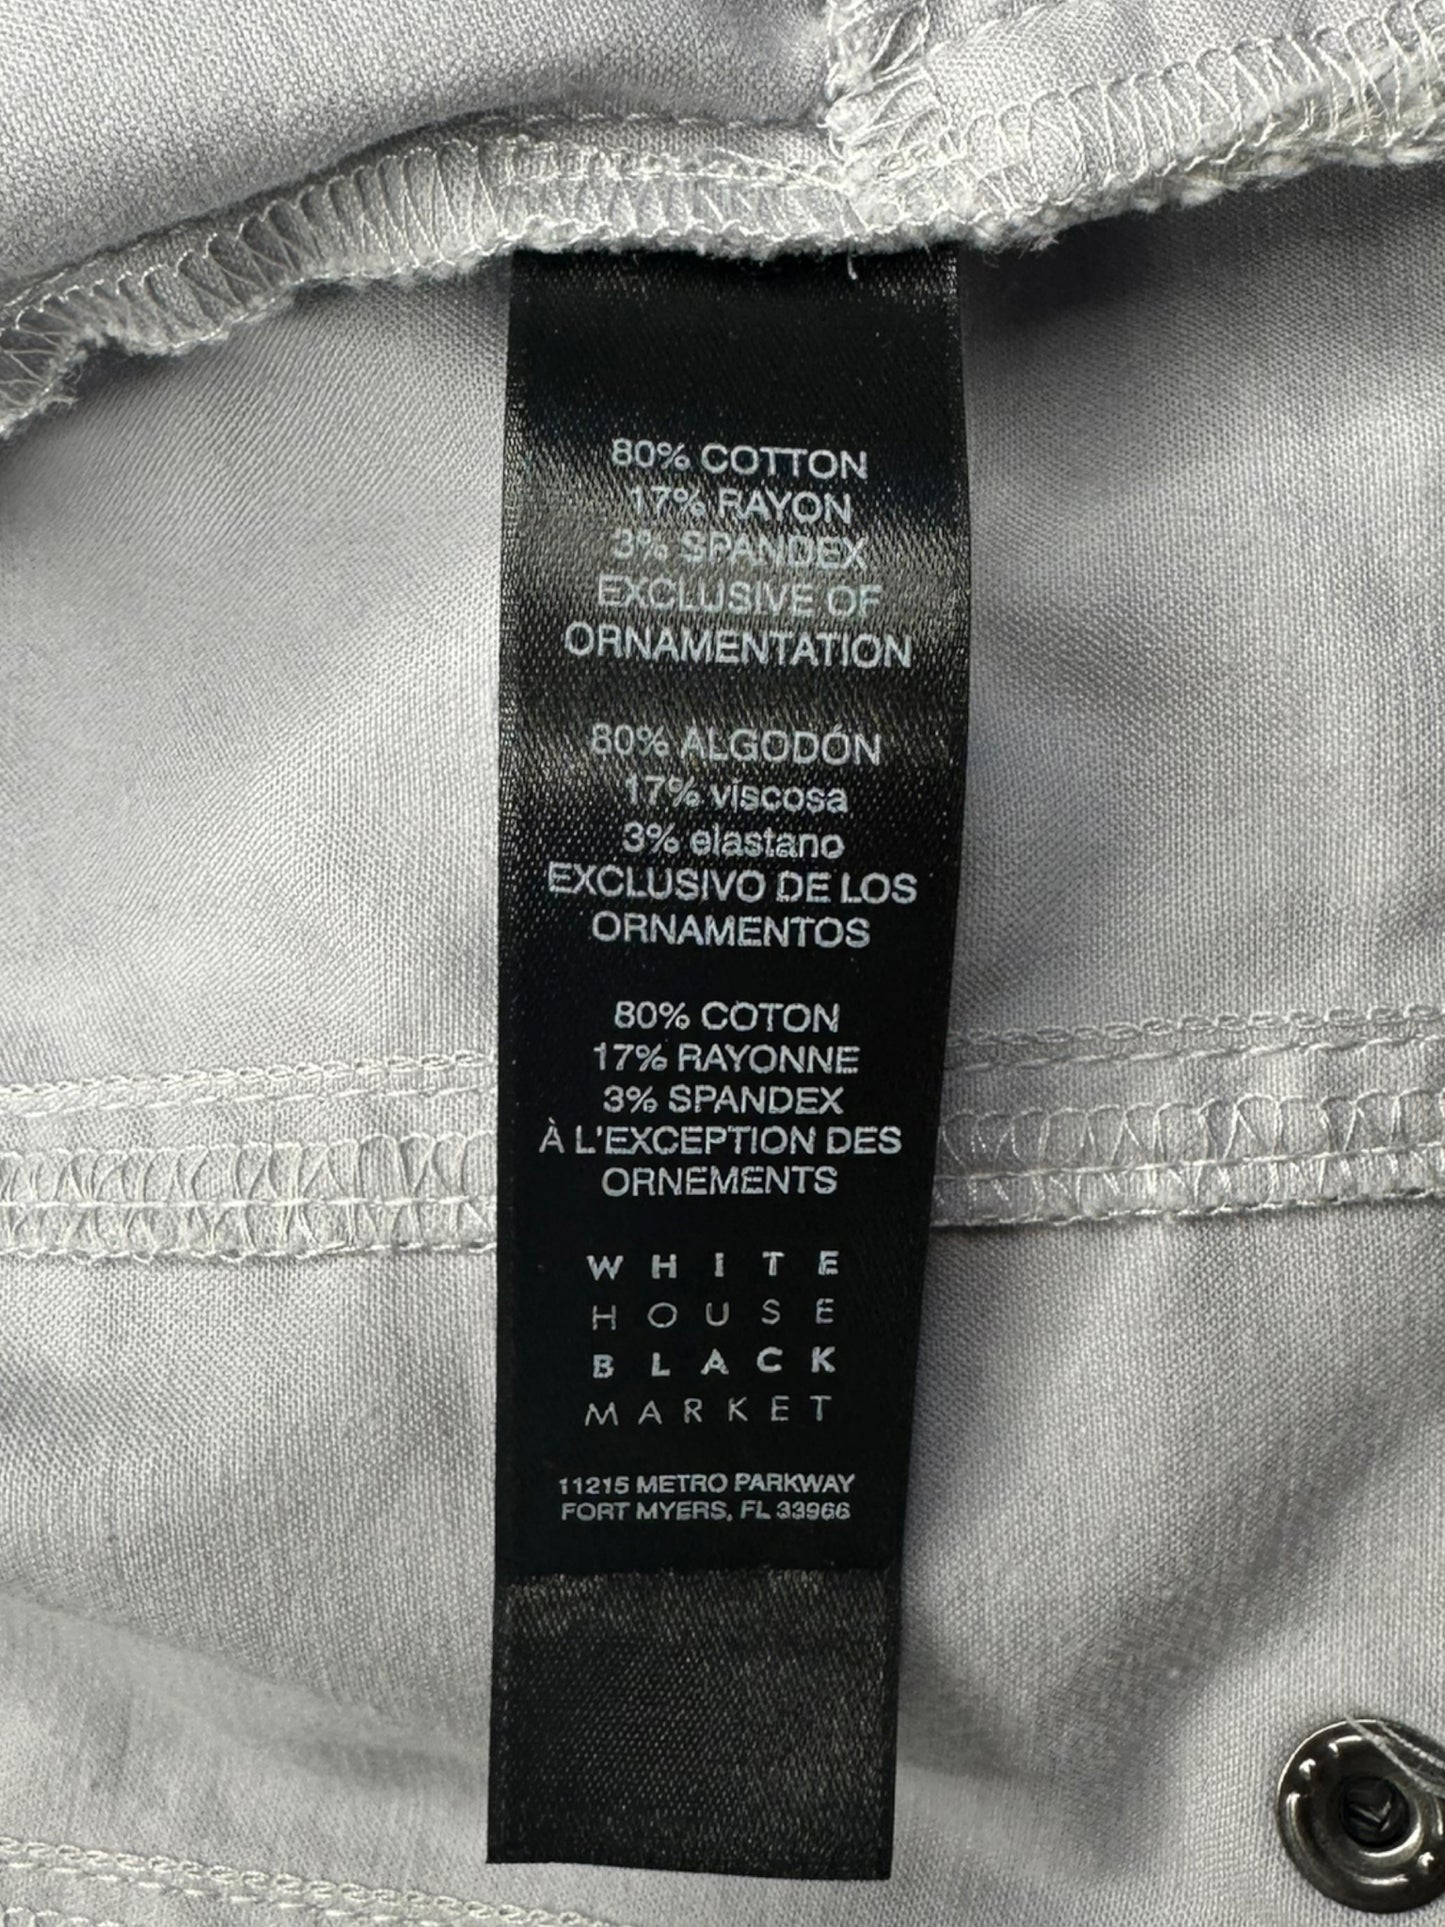 80% COTTON
17% RAYON
3% SPANDEX
EXCLUSIVE OF
ORNAMENTATION
80% ALGODÓN
17% viscosa
3% elastano
EXCLUSIVO DE LOS
ORNAMENTOS
80% COTON
17% RAYONNE
3% SPANDEX
À L'EXCEPTION DES
ORNEMENTS
WHITE
HOUSE
BLACK
MARKET
11215 METRO PARKWAY
FORT MYERS, FL 33966